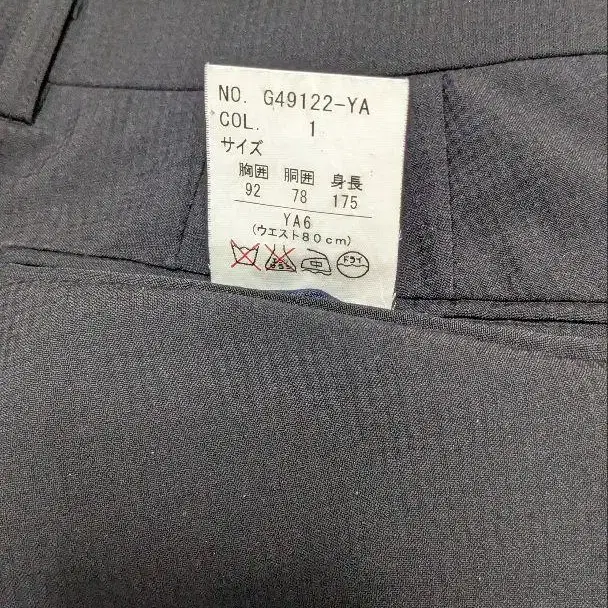 NO. G49122-YA
COL. 1
サイズ
胸囲 胴囲 身長
92 78 175
YA6
(ウエスト80cm)
中 ドライ